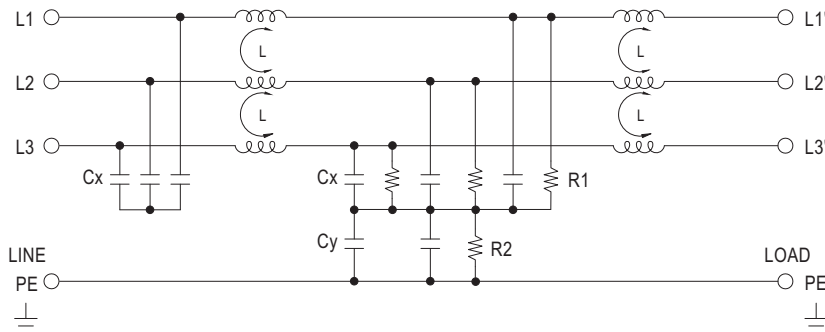 L1 L1'
L
L2 L2'
L
L3 L3'
Cx Cx R1
Cy R2
LINE LOAD
PE PE